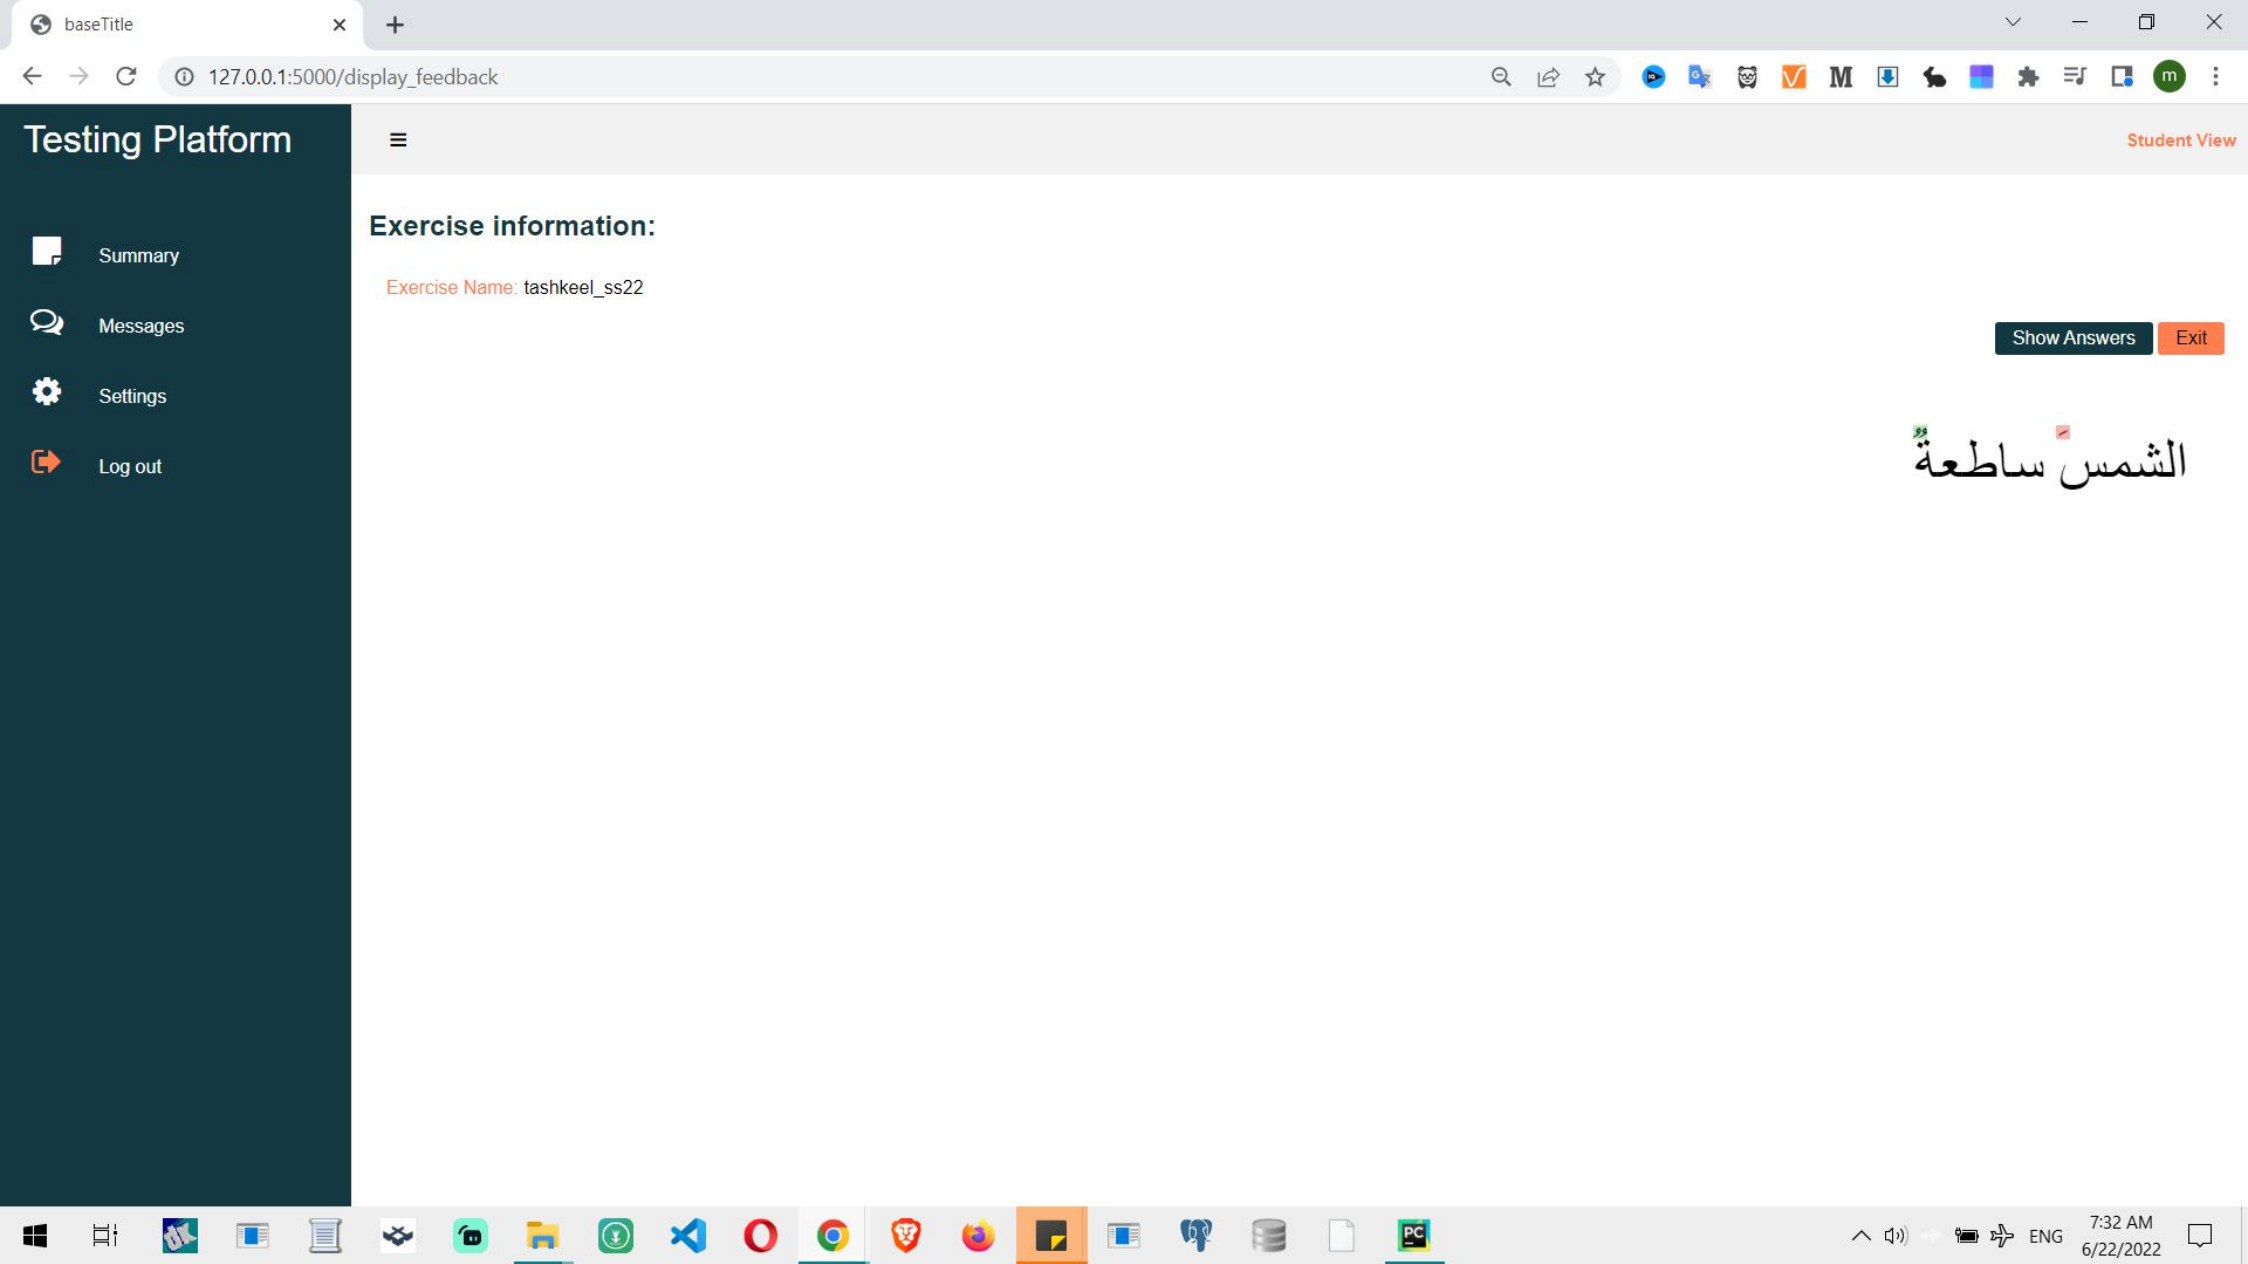 baseTitle
127.0.0.1:5000/display_feedback
m
Testing Platform
Student View
Summary
Messages
Settings
Log out
Exercise information:
Exercise Name: tashkeel_ss22
Show Answers Exit
الشمسَ ساطعةٌ
ENG
7:32 AM
6/22/2022